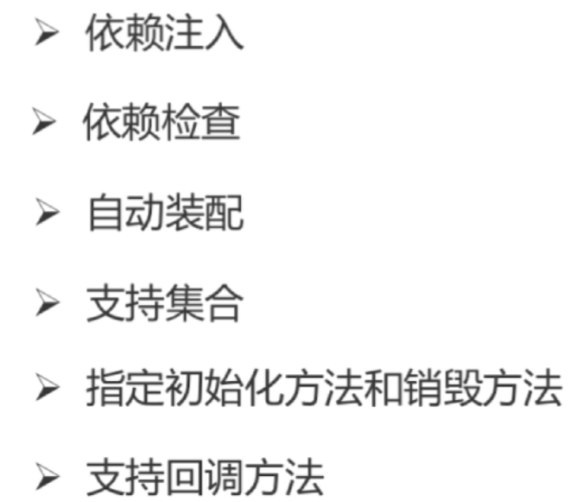 ➢ 依赖注入
➢ 依赖检查
➢ 自动装配
➢ 支持集合
➢ 指定初始化方法和销毁方法
➢ 支持回调方法